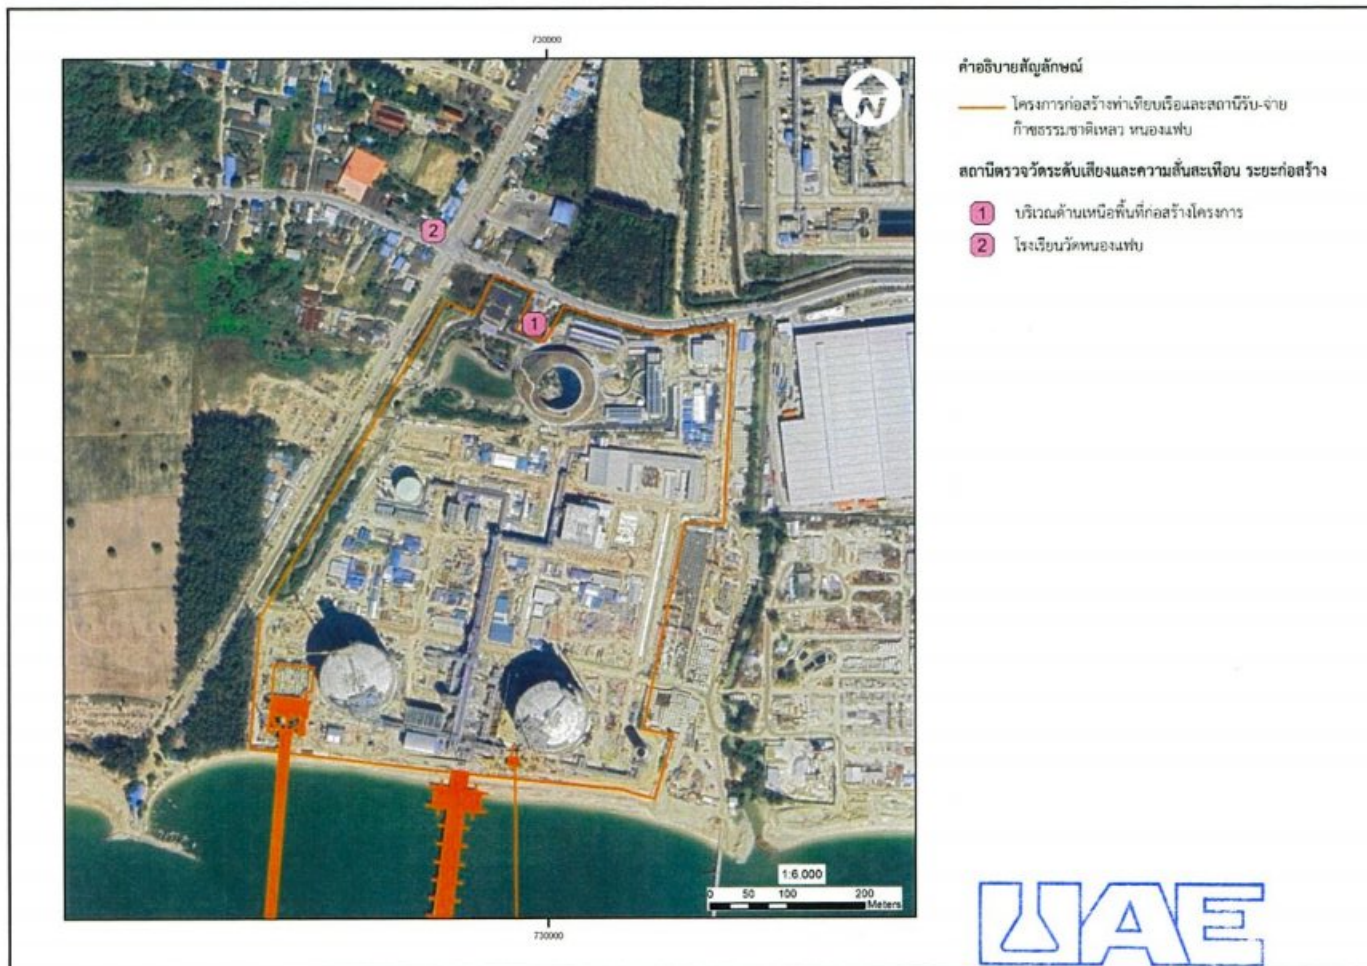 730000
คำอธิบายสัญลักษณ์
โครงการก่อสร้างท่าเทียบเรือและสถานีรับ-จ่าย
ก๊าซธรรมชาติเหลว หนองแฟบ
สถานีตรวจวัดระดับเสียงและความสั่นสะเทือน ระยะก่อสร้าง
1 บริเวณด้านเหนือพื้นที่ก่อสร้างโครงการ
2 โรงเรียนวัดหนองแฟบ
N
2
1
1:6,000
0 50 100 200
Meters
730000
UAE